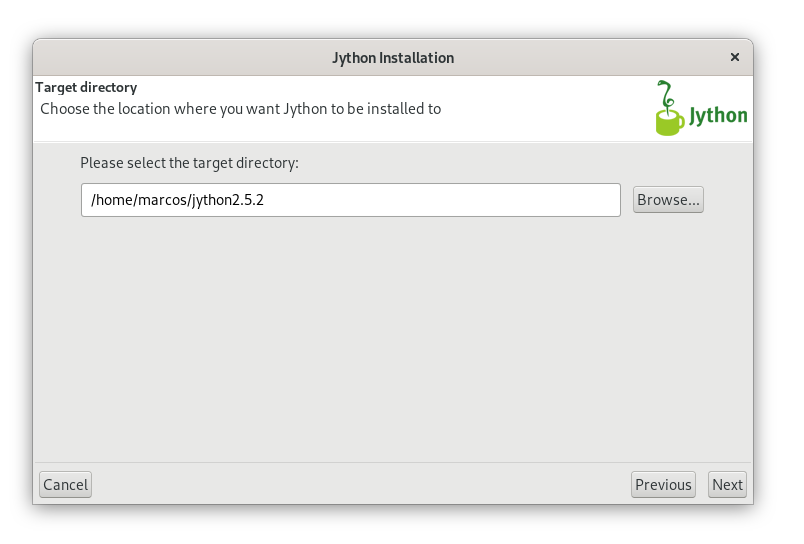 Jython Installation
Target directory
Choose the location where you want Jython to be installed to
Jython
Please select the target directory:
/home/marcos/jython2.5.2
Browse...
Cancel
Previous
Next